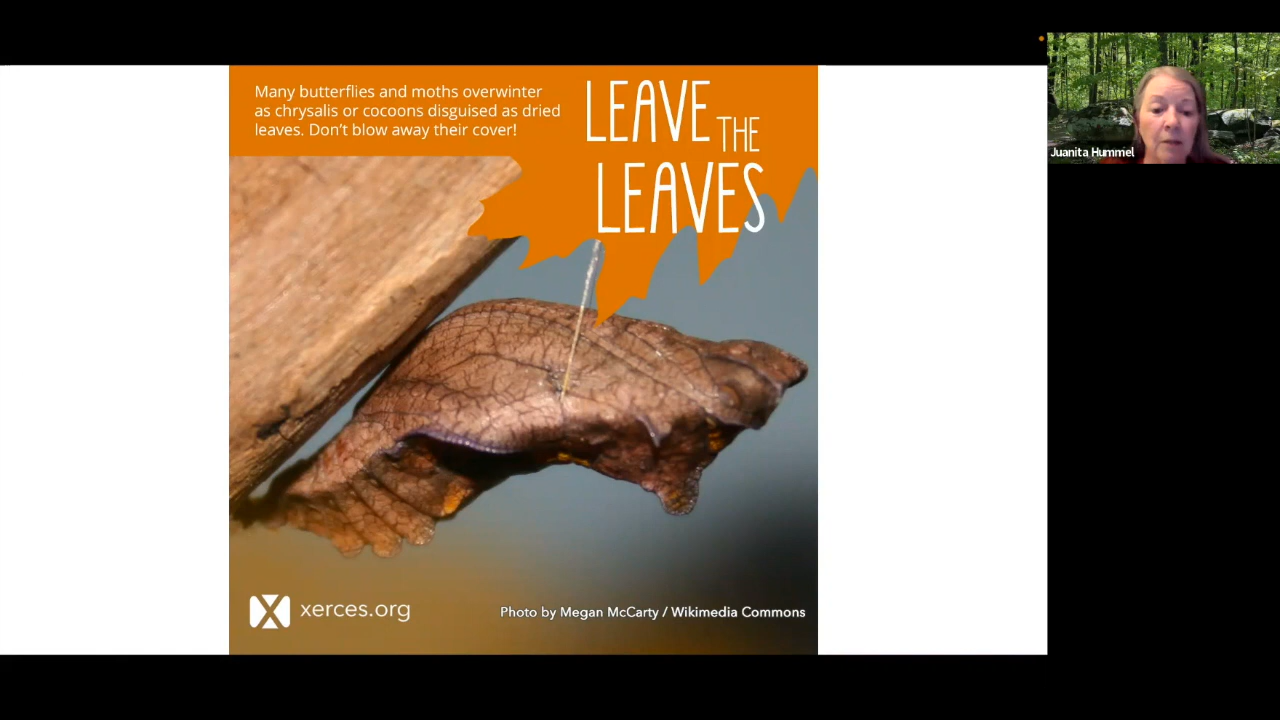 Many butterflies and moths overwinter
as chrysalis or cocoons disguised as dried
leaves. Don't blow away their cover!
LEAVE THE
LEAVES
Juanita Hummel
xerces.org
Photo by Megan McCarty / Wikimedia Commons